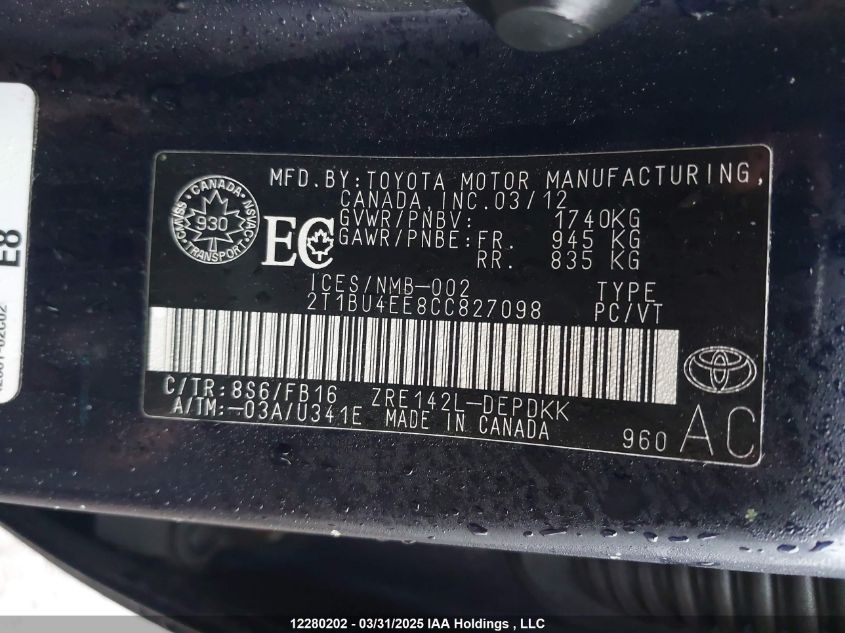 E8
MFD.BY:TOYOTA MOTOR MANUFACTURING,
CANADA, INC.03/12
GVWR/PNBV: 1740KG
GAWR/PNBE:FR. 945 KG
RR. 835 KG
CANADA
930
TRANSPORT
EC
ICES/NMB-002
2T1BU4EE8CC827098
TYPE
PC/VT
C/TR:8S6/FB16 ZRE142L-DEPDKK
A/TM:-03A/U341E MADE IN CANADA
960 AC
12280202 - 03/31/2025 IAA Holdings , LLC